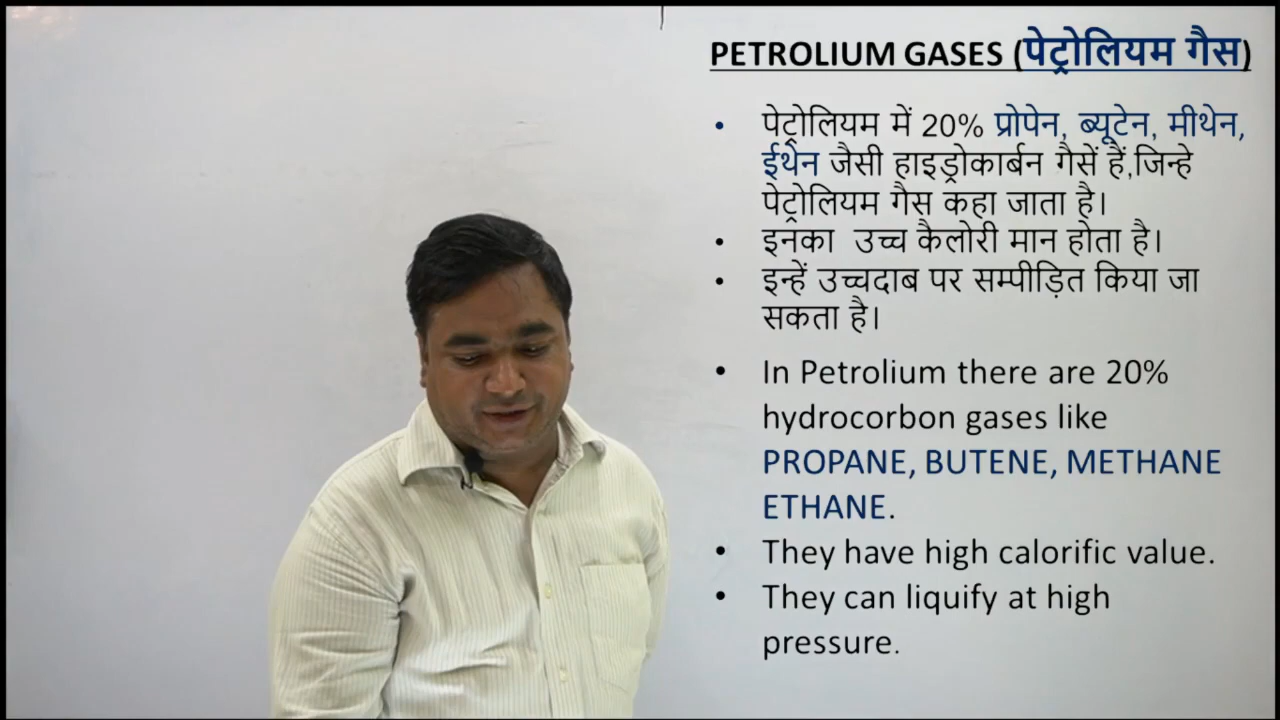 PETROLIUM GASES (पेट्रोलियम गैस)
• पेट्रोलियम में 20% प्रोपेन, ब्यूटेन, मीथेन,
ईथेन जैसी हाइड्रोकार्बन गैसें हैं,जिन्हे
पेट्रोलियम गैस कहा जाता है।
• इनका उच्च कैलोरी मान होता है।
• इन्हें उच्चदाब पर सम्पीड़ित किया जा
सकता है।
• In Petrolium there are 20%
hydrocorbon gases like
PROPANE, BUTENE, METHANE
ETHANE.
• They have high calorific value.
• They can liquify at high
pressure.